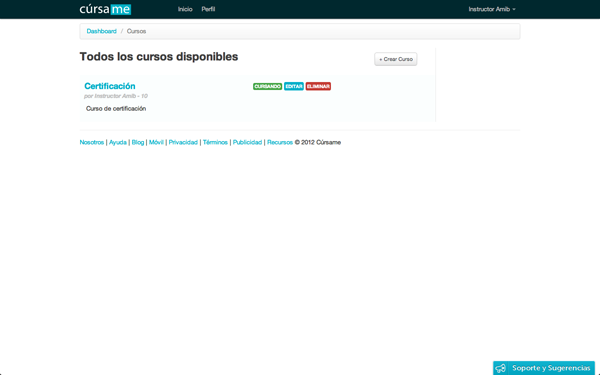 cúrsame Inicio Perfil Instructor Amib
Dashboard / Cursos
Todos los cursos disponibles + Crear Curso
Certificación CURSANDO EDITAR ELIMINAR
por Instructor Amib - 10
Curso de certificación
Nosotros | Ayuda | Blog | Móvil | Privacidad | Términos | Publicidad | Recursos © 2012 Cúrsame
Soporte y Sugerencias